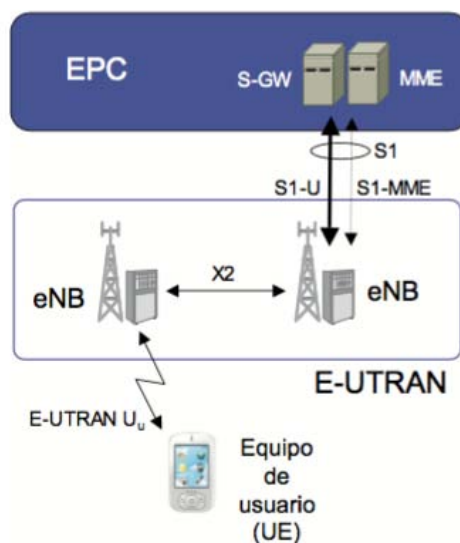 EPC
S-GW
MME
S1
S1-U
S1-MME
X2
eNB
eNB
E-UTRAN
E-UTRAN Uu
Equipo
de
usuario
(UE)